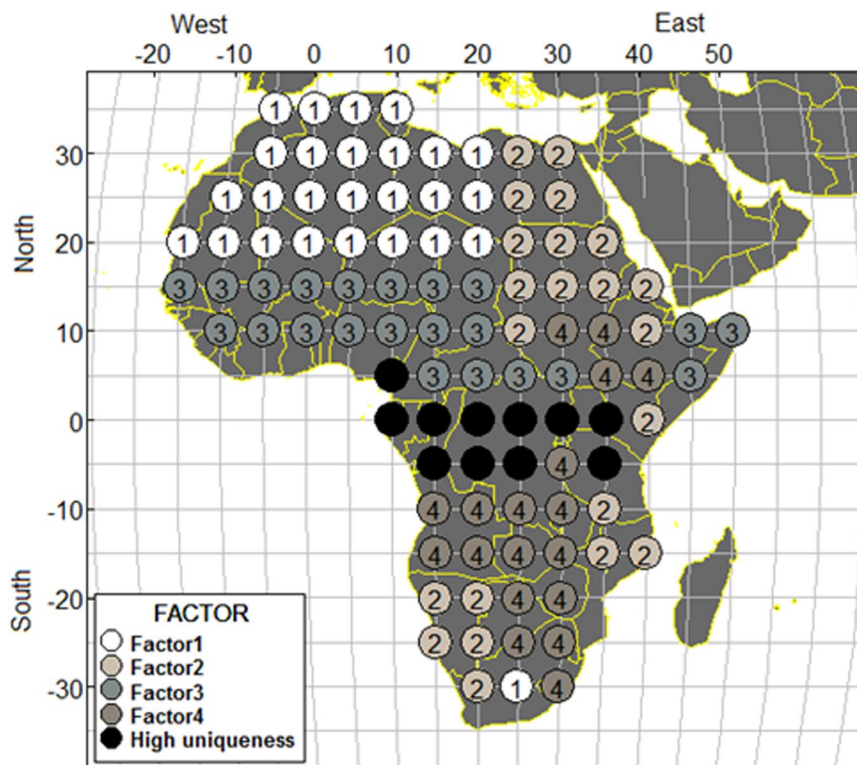 West East
-20 -10 0 10 20 30 40 50
1 1 1 1
30 1 1 1 1 1 1 2 2
1 1 1 1 1 1 1 2 2
North
20 1 1 1 1 1 1 1 1 2 2 2
3 3 3 3 3 3 3 3 2 2 2 2
10 3 3 3 3 3 3 3 2 4 4 2 3 3
3 3 3 3 4 4 3
0 2
4
-10 4 4 4 4 2
4 4 4 4 2 2
South
-20 2 2 4 4
2 2 4 4
-30 2 1 4
FACTOR
Factor1
Factor2
Factor3
Factor4
High uniqueness